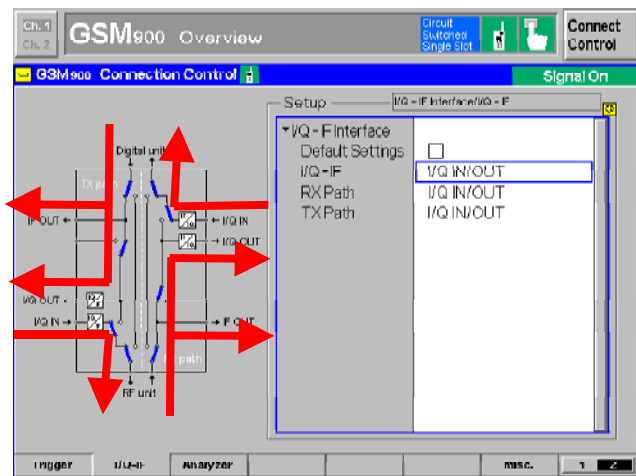 Ch. 1
Ch. 2
GSM900 Overview
Circuit
Switched
Single Slot
Connect
Control
GSM900 Connection Control
Signal On
Setup
I/Q - IF Interface/I/Q - IF
I/Q - IF Interface
Default Settings
I/Q - IF
I/Q IN/OUT
RX Path
I/Q IN/OUT
TX Path
I/Q IN/OUT
Digital unit
TX path
IF OUT
I/Q IN
I/Q OUT
I/Q OUT
I/Q IN
IF OUT
path
RF unit
Trigger
I/Q-IF
Analyzer
Misc.
1
2